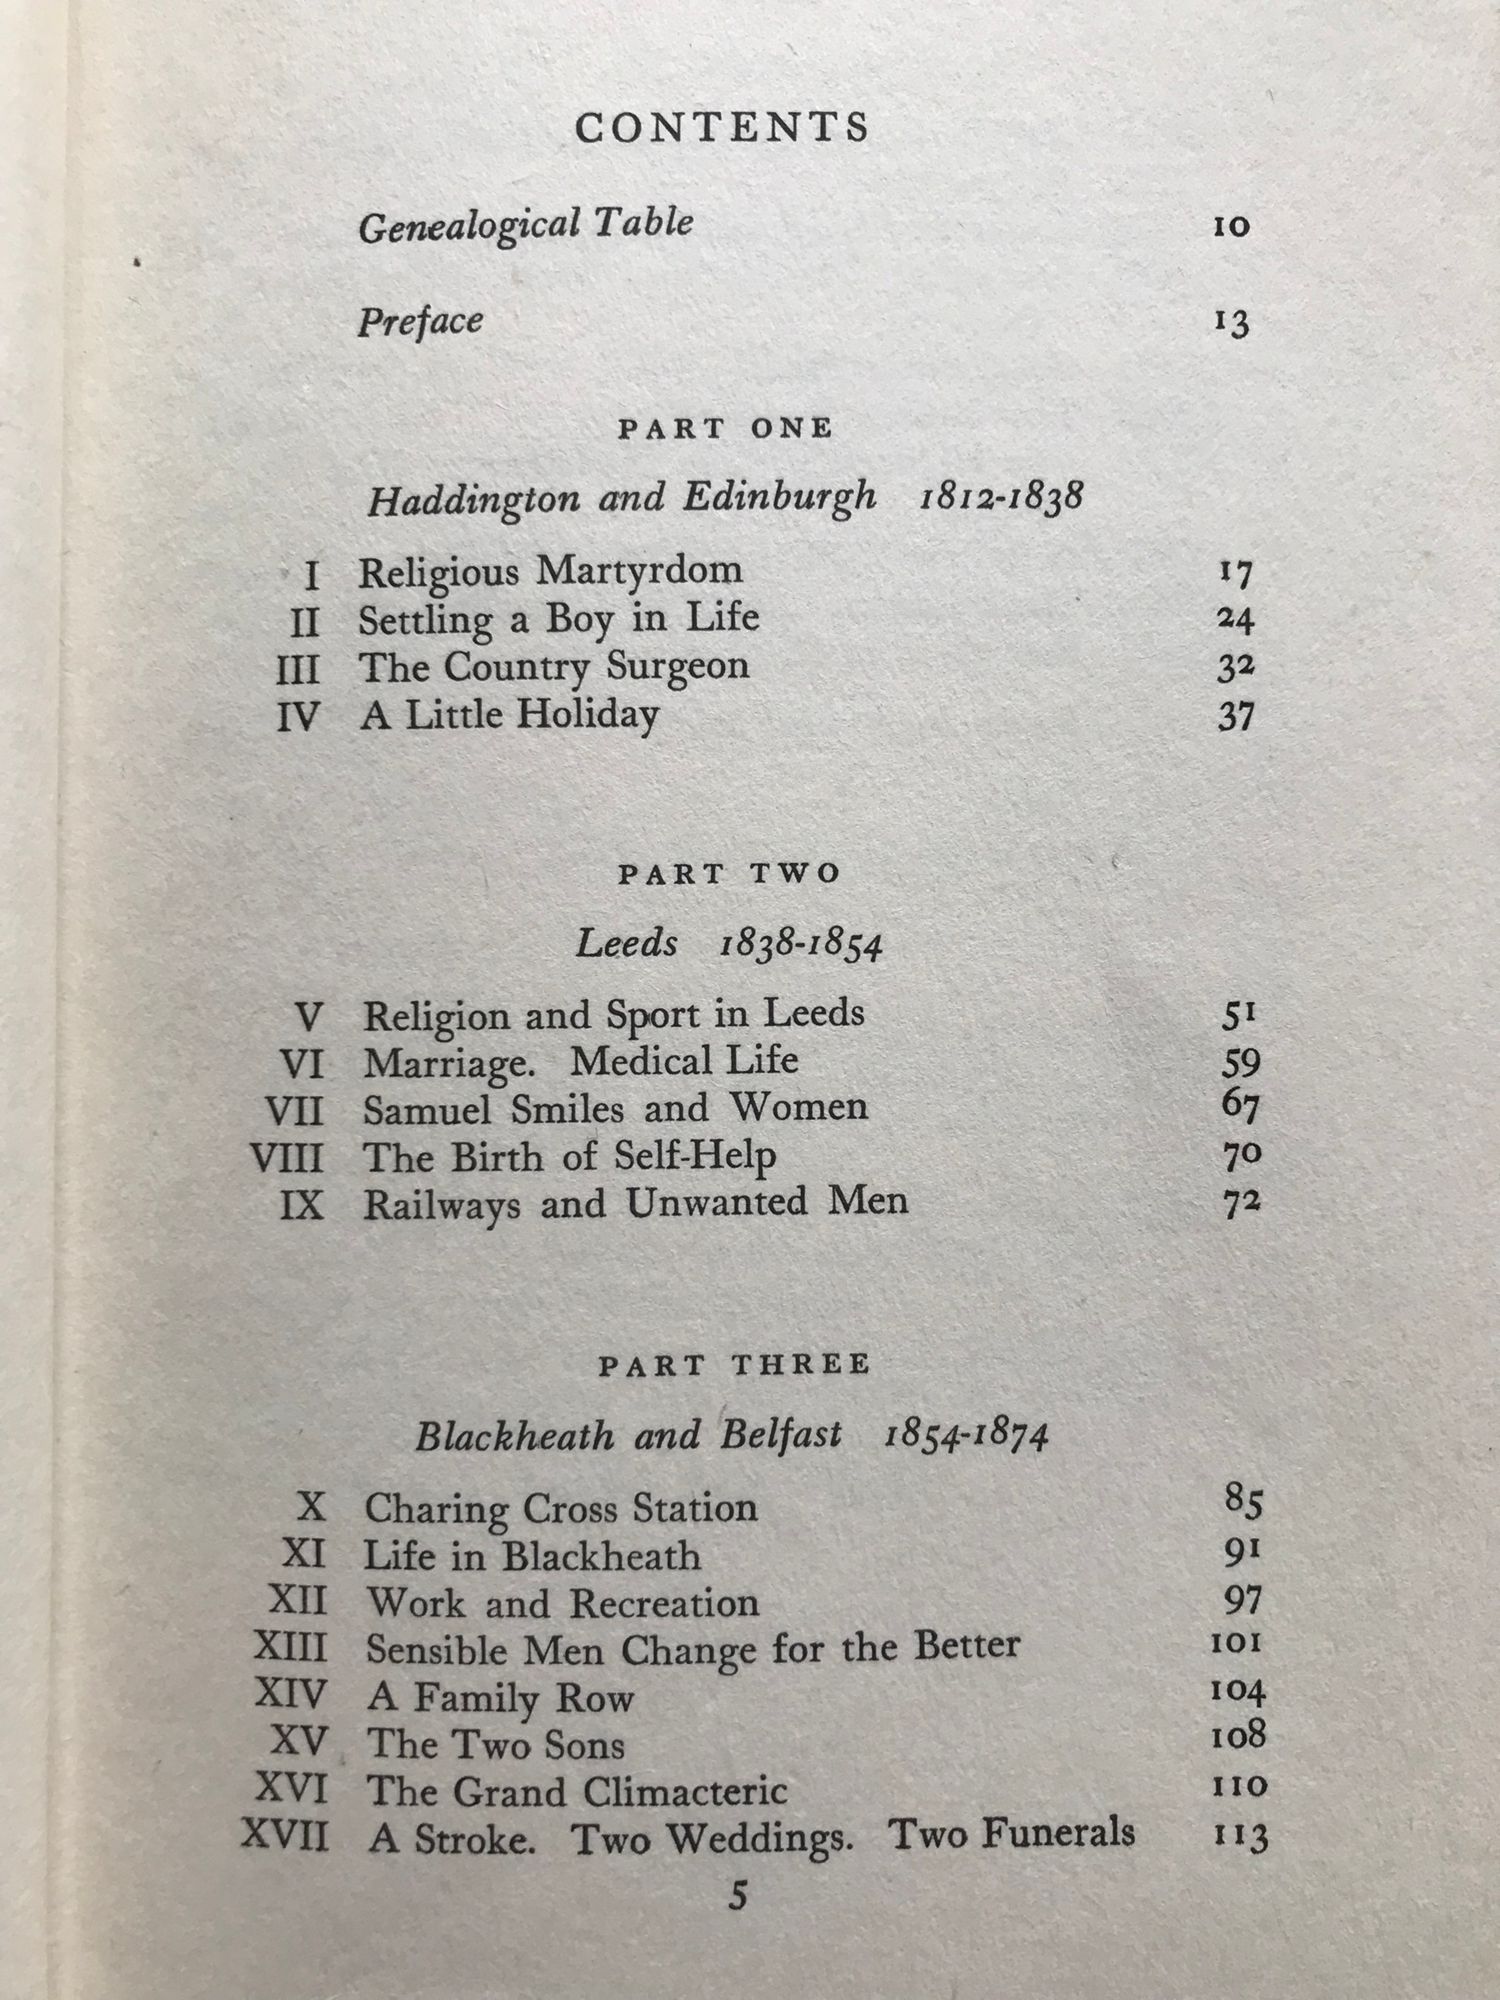 CONTENTS
Genealogical Table 10
Preface 13
PART ONE
Haddington and Edinburgh 1812-1838
I Religious Martyrdom 17
II Settling a Boy in Life 24
III The Country Surgeon 32
IV A Little Holiday 37
PART TWO
Leeds 1838-1854
V Religion and Sport in Leeds 51
VI Marriage. Medical Life 59
VII Samuel Smiles and Women 67
VIII The Birth of Self-Help 70
IX Railways and Unwanted Men 72
PART THREE
Blackheath and Belfast 1854-1874
X Charing Cross Station 85
XI Life in Blackheath 91
XII Work and Recreation 97
XIII Sensible Men Change for the Better 101
XIV A Family Row 104
XV The Two Sons 108
XVI The Grand Climacteric 110
XVII A Stroke. Two Weddings. Two Funerals 113
5